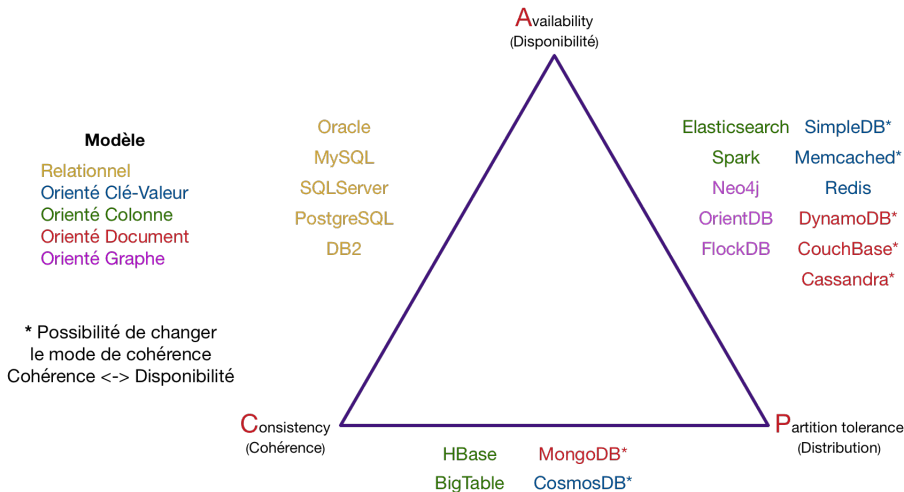 Availability
(Disponibilité)
Modèle
Relationnel
Orienté Clé-Valeur
Orienté Colonne
Orienté Document
Orienté Graphe
* Possibilité de changer
le mode de cohérence
Cohérence <-> Disponibilité
Oracle
MySQL
SQLServer
PostgreSQL
DB2
Elasticsearch SimpleDB*
Spark Memcached*
Neo4j Redis
OrientDB DynamoDB*
FlockDB CouchBase*
Cassandra*
Consistency
(Cohérence)
Partition tolerance
(Distribution)
HBase MongoDB*
BigTable CosmosDB*